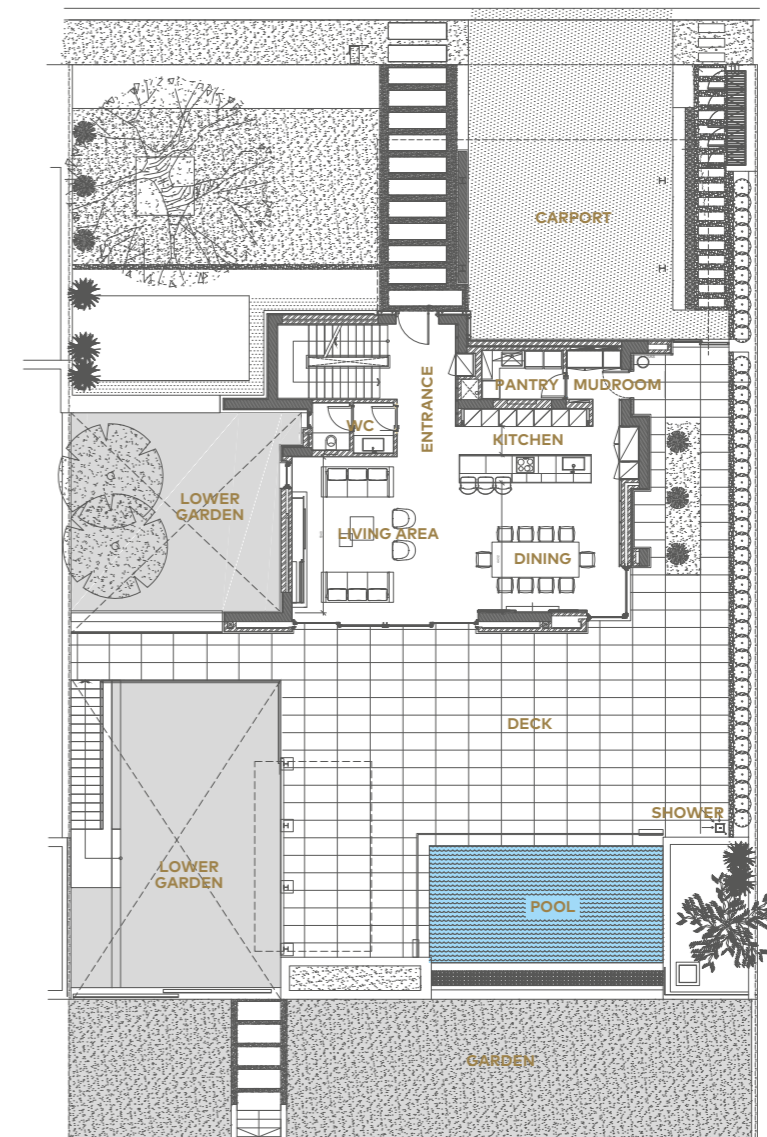 CARPORT
ENTRANCE
PANTRY
MUDROOM
WC
KITCHEN
LOWER
GARDEN
LIVING AREA
DINING
DECK
SHOWER
LOWER
GARDEN
POOL
GARDEN